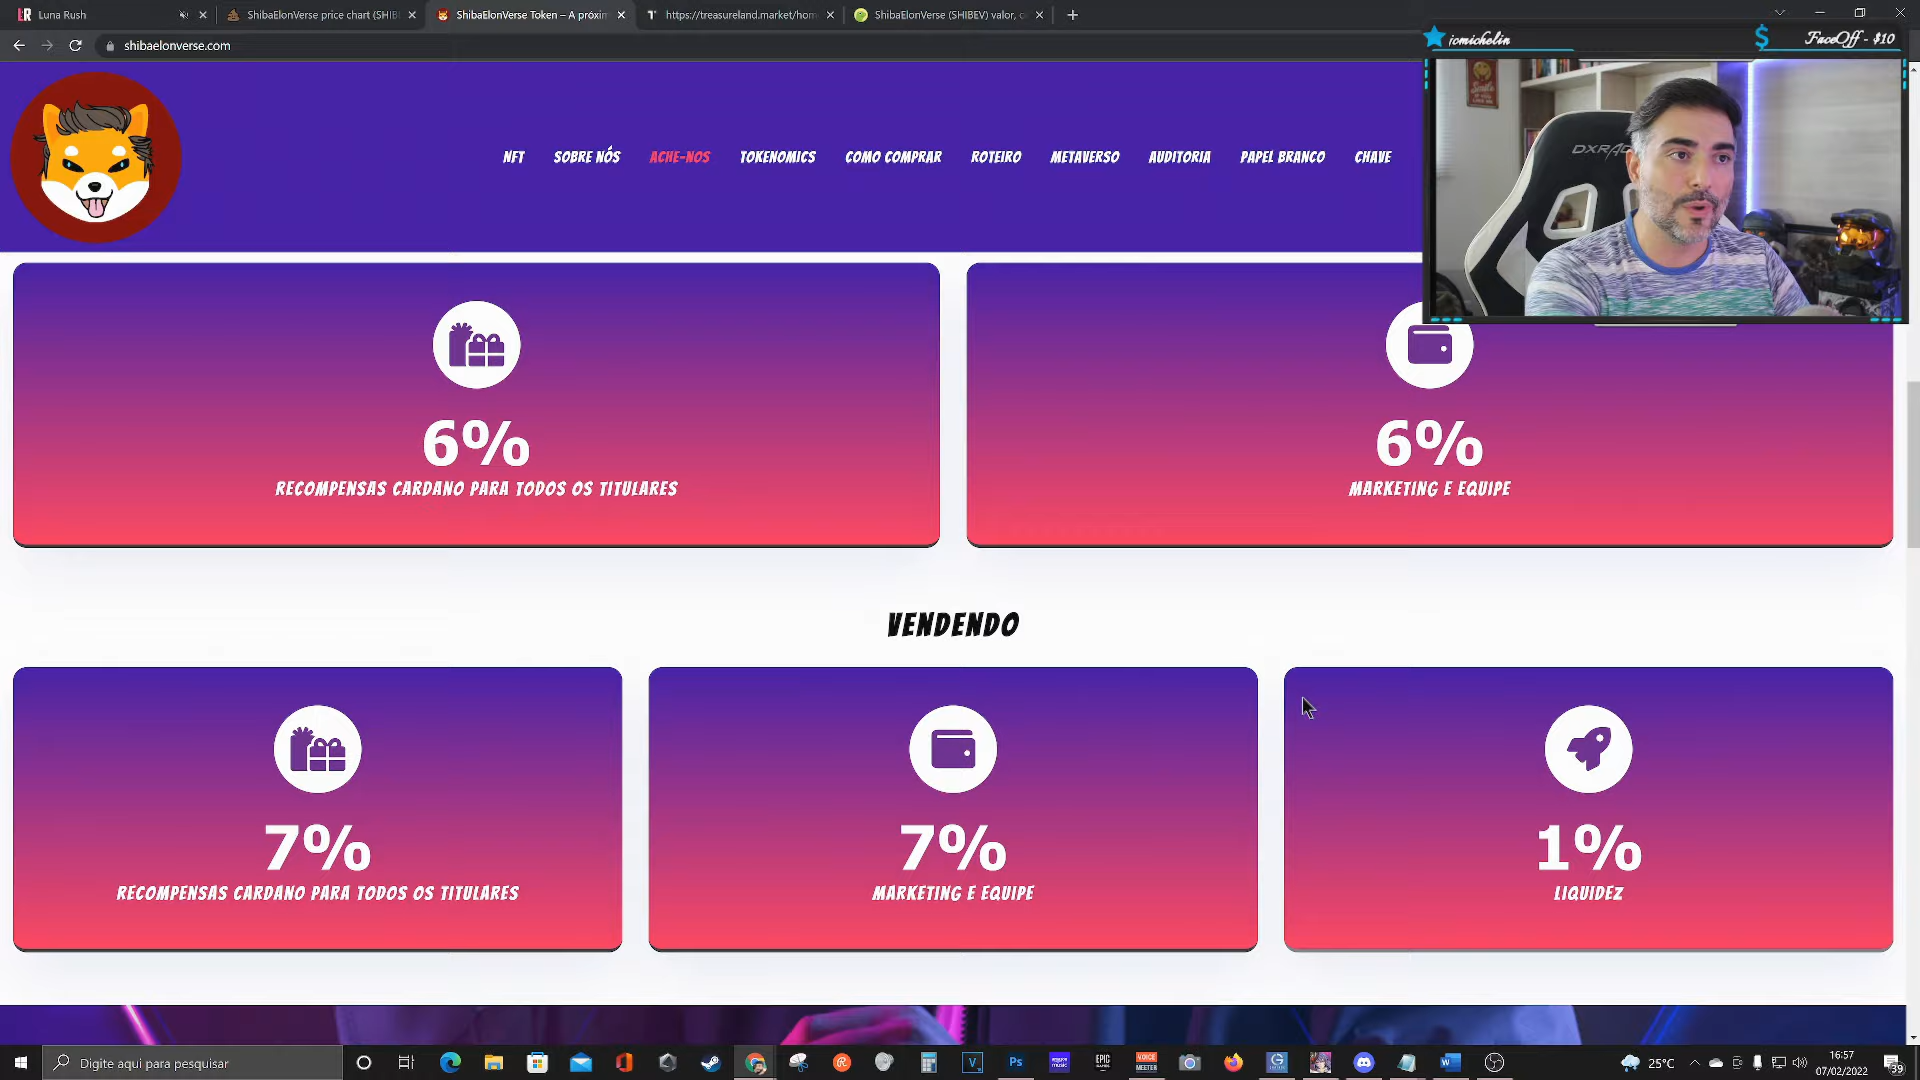 Luna Rush
ShibaElonVerse price chart (SHIB
ShibaElonVerse Token – A próxim
https://treasureland.market/hom
ShibaElonVerse (SHIBEV) valor, c
shibaelonverse.com
icmichelin
FaceOff - $10
NFT
SOBRE NÓS
ACHE-NOS
TOKENOMICS
COMO COMPRAR
ROTEIRO
METAVERSO
AUDITORIA
PAPEL BRANCO
CHAVE
6%
RECOMPENSAS CARDANO PARA TODOS OS TITULARES
6%
MARKETING E EQUIPE
VENDENDO
7%
RECOMPENSAS CARDANO PARA TODOS OS TITULARES
7%
MARKETING E EQUIPE
1%
LIQUIDEZ
Digite aqui para pesquisar
25°C
16:57
07/02/2022
39